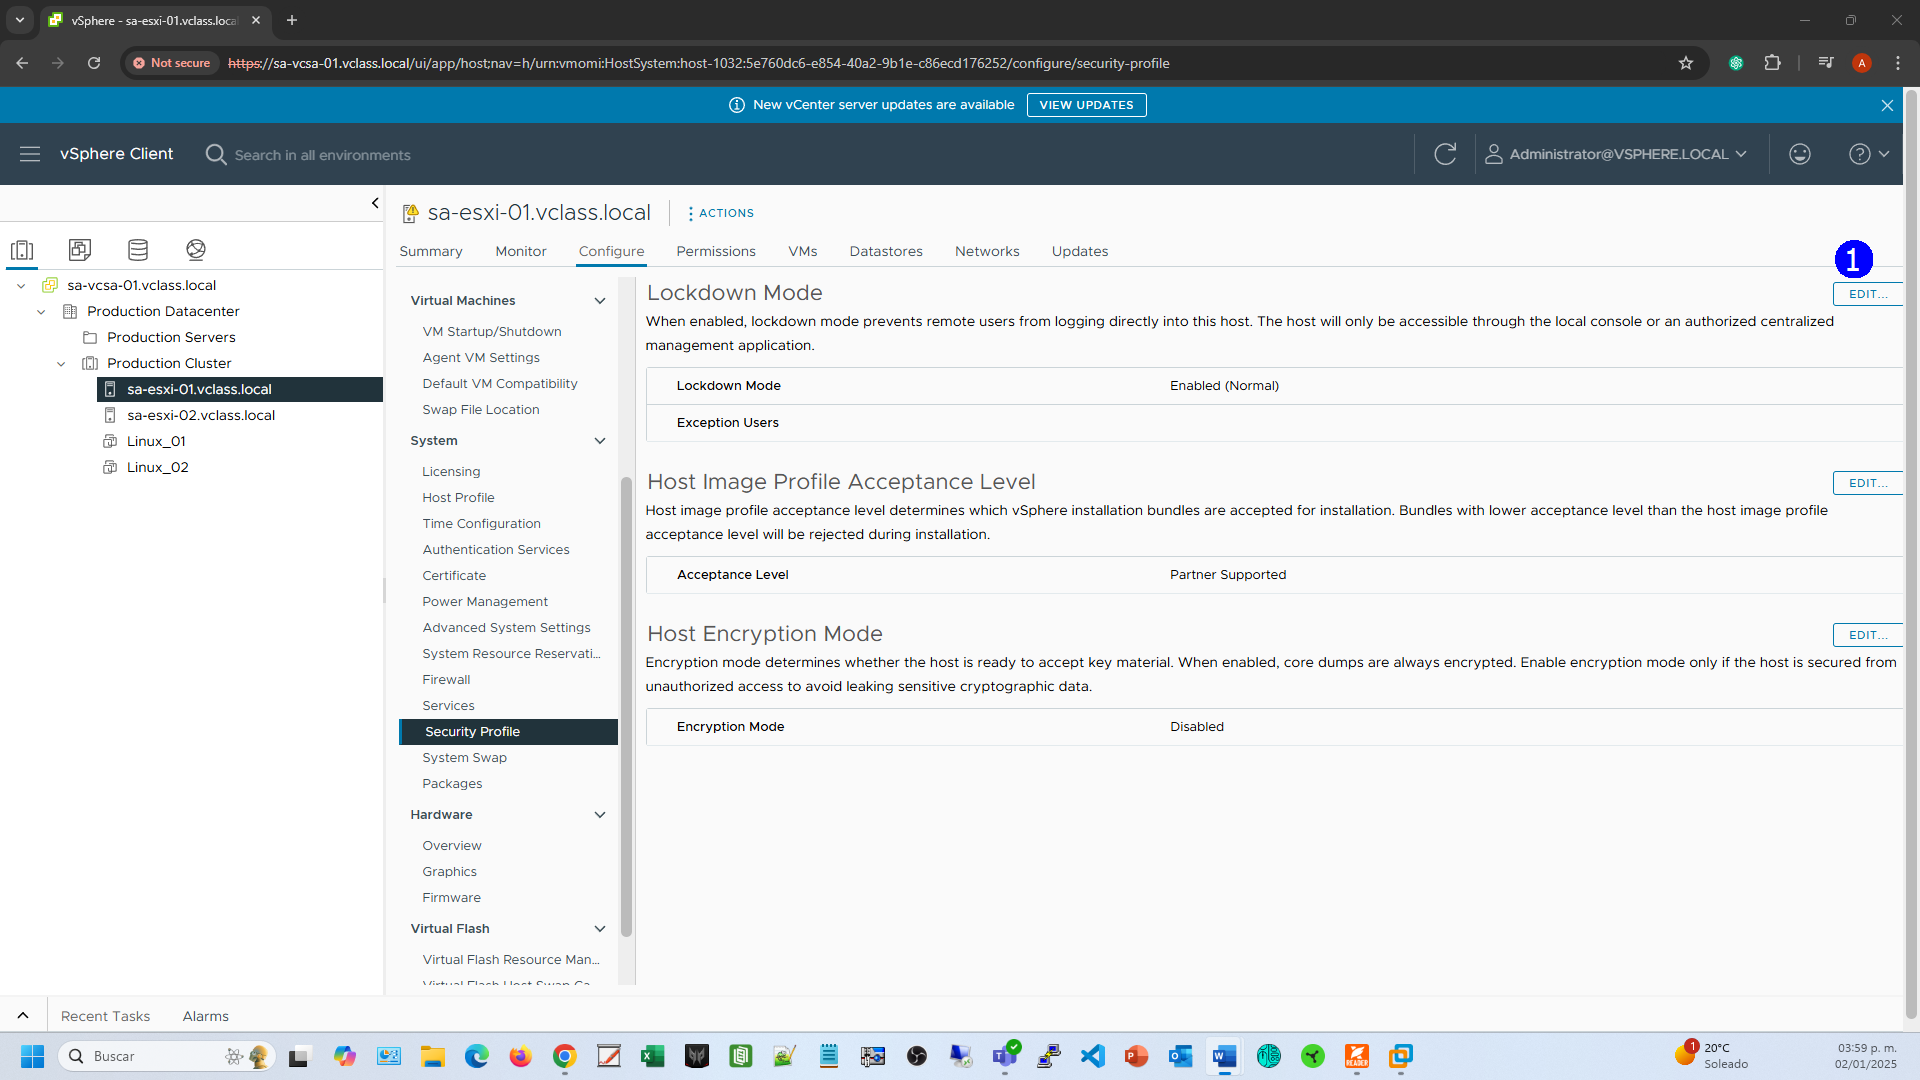 vSphere - sa-esxi-01.vclass.loca
Not secure
https://sa-vcsa-01.vclass.local/ui/app/host;nav=h/urn:vmomi:HostSystem:host-1032:5e760dc6-e854-40a2-9b1e-c86ecd176252/configure/security-profile
A
New vCenter server updates are available
VIEW UPDATES
vSphere Client
Search in all environments
Administrator@VSPHERE.LOCAL
sa-vcsa-01.vclass.local
Production Datacenter
Production Servers
Production Cluster
sa-esxi-01.vclass.local
sa-esxi-02.vclass.local
Linux_01
Linux_02
sa-esxi-01.vclass.local
ACTIONS
Summary
Monitor
Configure
Permissions
VMs
Datastores
Networks
Updates
Virtual Machines
VM Startup/Shutdown
Agent VM Settings
Default VM Compatibility
Swap File Location
System
Licensing
Host Profile
Time Configuration
Authentication Services
Certificate
Power Management
Advanced System Settings
System Resource Reservati...
Firewall
Services
Security Profile
System Swap
Packages
Hardware
Overview
Graphics
Firmware
Virtual Flash
Virtual Flash Resource Man...
Virtual Flash Host Swap Ca...
1
Lockdown Mode
EDIT...
When enabled, lockdown mode prevents remote users from logging directly into this host. The host will only be accessible through the local console or an authorized centralized
management application.
Lockdown Mode
Enabled (Normal)
Exception Users
Host Image Profile Acceptance Level
EDIT...
Host image profile acceptance level determines which vSphere installation bundles are accepted for installation. Bundles with lower acceptance level than the host image profile
acceptance level will be rejected during installation.
Acceptance Level
Partner Supported
Host Encryption Mode
EDIT...
Encryption mode determines whether the host is ready to accept key material. When enabled, core dumps are always encrypted. Enable encryption mode only if the host is secured from
unauthorized access to avoid leaking sensitive cryptographic data.
Encryption Mode
Disabled
Recent Tasks
Alarms
Buscar
READER
1
20°C
Soleado
03:59 p. m.
02/01/2025